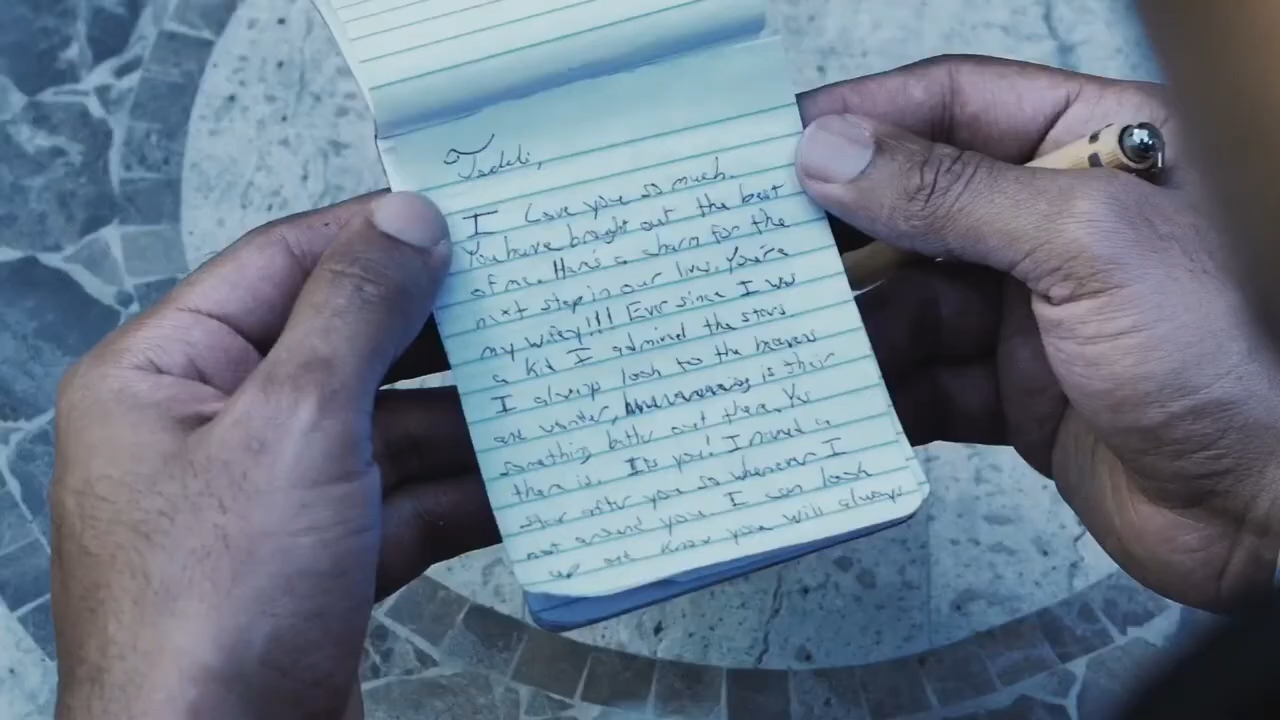 Teddi,
I Love you so much.
You have brought out the best
of me. Here's a charm for the
next step in our lives. You're
my wifey!!! Ever since I was
a kid I admired the stars
I always look to the heavens
and wonder, is their
something better out there. Yes
there is. It's you! I named a
star after you so whenever I
not around you I can look
up and know you will always